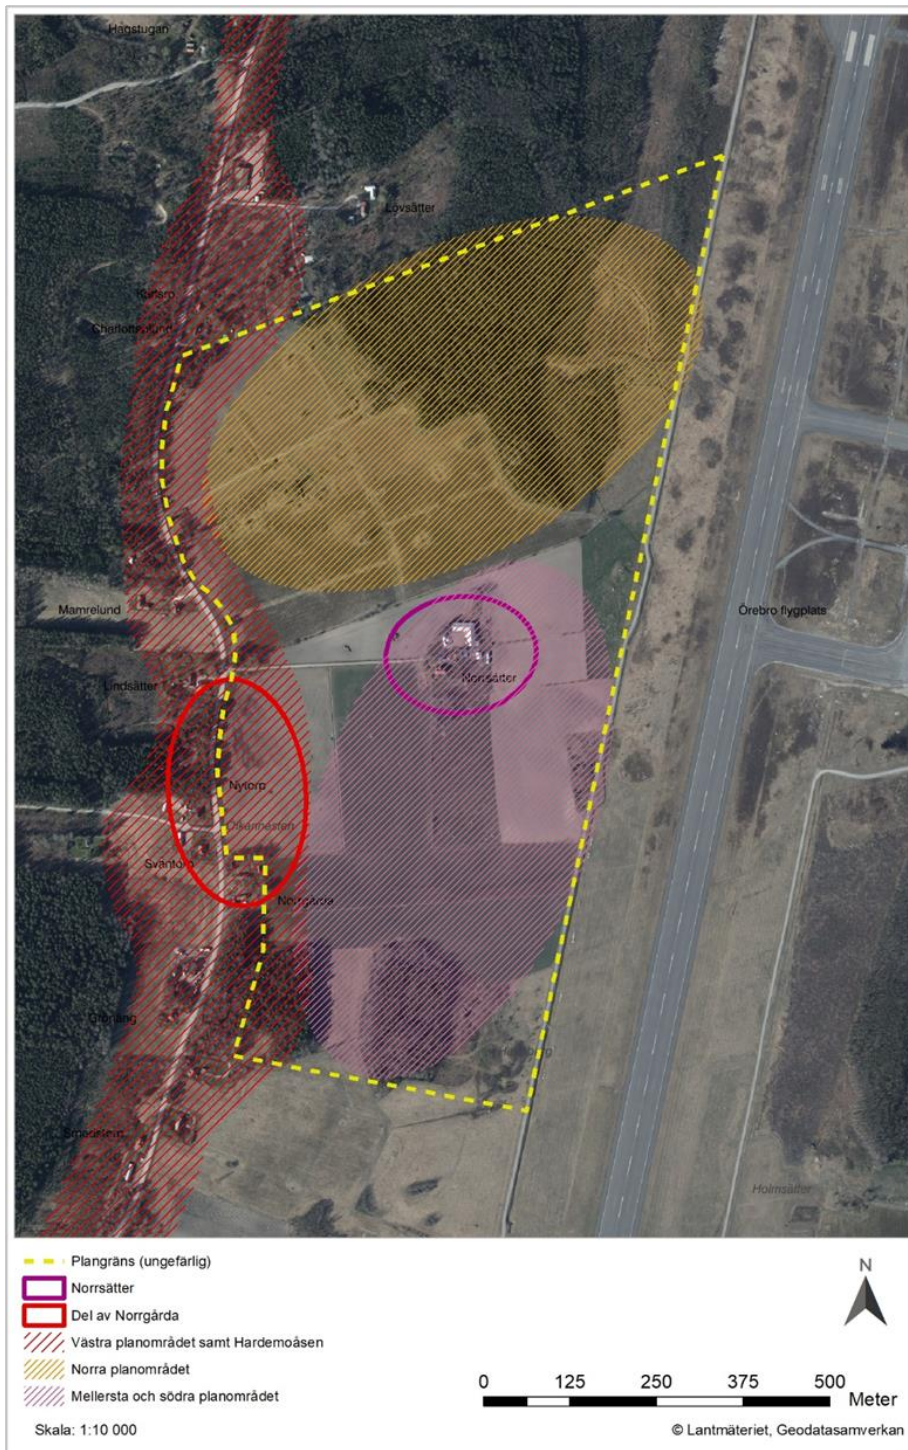 Hagstugan
Lövsätter
Karlsro
Charlottenlund
Mamrelund
Örebro flygplats
Lindsätter
Norrsätter
Nytorp
Svantorp
Norrgårda
Holmsätter
Plangräns (ungefärlig)
Norrsätter
Del av Norrgårda
Västra planområdet samt Hardemoåsen
Norra planområdet
Mellersta och södra planområdet
N
0 125 250 375 500
Meter
Skala: 1:10 000
© Lantmäteriet, Geodatasamverkan